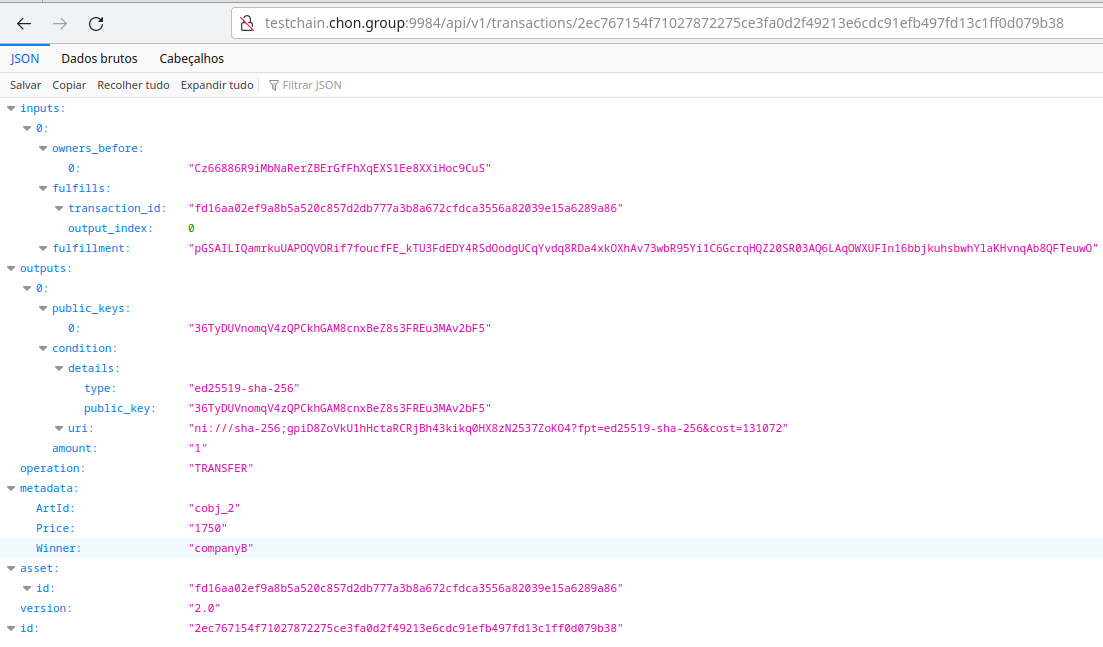 testchain.chon.group:9984/api/v1/transactions/2ec767154f71027872275ce3fa0d2f49213e6cdc91efb497fd13c1ff0d079b38
JSON Dados brutos Cabeçalhos
Salvar Copiar Recolher tudo Expandir tudo Filtrar JSON
inputs:
0:
owners_before:
0: "Cz66886R9iMbNaRerZBErGfFhXqEXS1Ee8XXiHoc9CuS"
fulfills:
transaction_id: "fd16aa02ef9a8b5a520c857d2db777a3b8a672cfdca3556a82039e15a6289a86"
output_index: 0
fulfillment: "pGSAILIQamrkuUAPOQVORif7foucfFE_kTU3FdEDY4RSdOodgUCqYvdq8RDa4xkOXhAv73wbR95Yi1C6GcrqHQZ20SR03AQ6LAqOWXUFIn16bbjkuhsbwhYlaKHvnqAb8QFTeuwO"
outputs:
0:
public_keys:
0: "36TyDUVnomqV4zQPCkhGAM8cnxBeZ8s3FREu3MAv2bF5"
condition:
details:
type: "ed25519-sha-256"
public_key: "36TyDUVnomqV4zQPCkhGAM8cnxBeZ8s3FREu3MAv2bF5"
uri: "ni:///sha-256;gpiD8ZoVkU1hHctaRCRjBh43kikq0HX8zN2537ZoKO4?fpt=ed25519-sha-256&cost=131072"
amount: "1"
operation: "TRANSFER"
metadata:
ArtId: "cobj_2"
Price: "1750"
Winner: "companyB"
asset:
id: "fd16aa02ef9a8b5a520c857d2db777a3b8a672cfdca3556a82039e15a6289a86"
version: "2.0"
id: "2ec767154f71027872275ce3fa0d2f49213e6cdc91efb497fd13c1ff0d079b38"